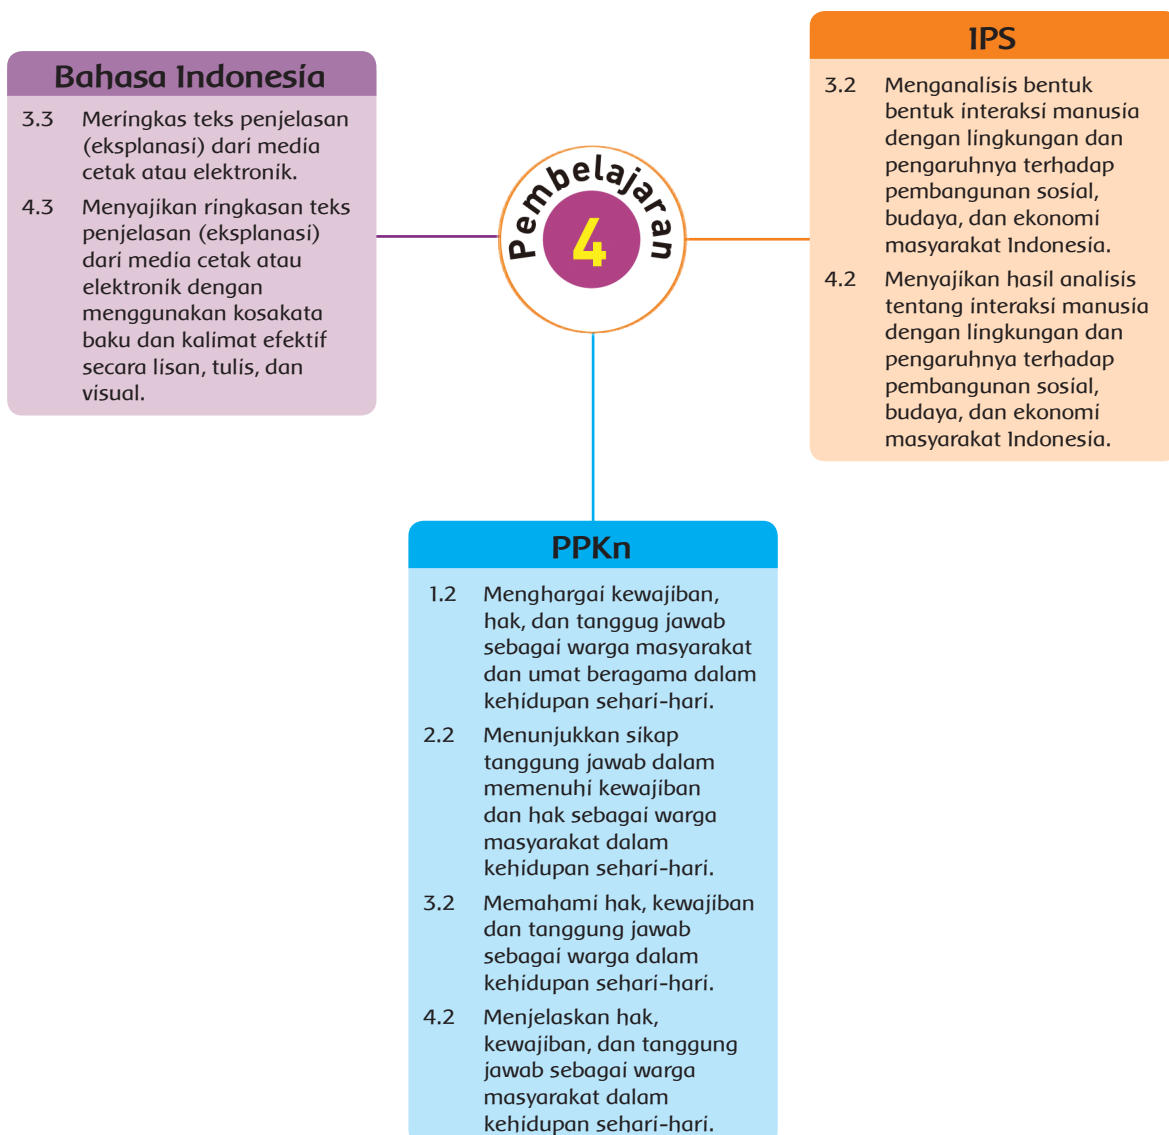 Bahasa Indonesia
3.3 Meringkas teks penjelasan
(eksplanasi) dari media
cetak atau elektronik.
4.3 Menyajikan ringkasan teks
penjelasan (eksplanasi)
dari media cetak atau
elektronik dengan
menggunakan kosakata
baku dan kalimat efektif
secara lisan, tulis, dan
visual.
Pembelajaran
4
IPS
3.2 Menganalisis bentuk
bentuk interaksi manusia
dengan lingkungan dan
pengaruhnya terhadap
pembangunan sosial,
budaya, dan ekonomi
masyarakat Indonesia.
4.2 Menyajikan hasil analisis
tentang interaksi manusia
dengan lingkungan dan
pengaruhnya terhadap
pembangunan sosial,
budaya, dan ekonomi
masyarakat Indonesia.
PPKn
1.2 Menghargai kewajiban,
hak, dan tanggug jawab
sebagai warga masyarakat
dan umat beragama dalam
kehidupan sehari-hari.
2.2 Menunjukkan sikap
tanggung jawab dalam
memenuhi kewajiban
dan hak sebagai warga
masyarakat dalam
kehidupan sehari-hari.
3.2 Memahami hak, kewajiban
dan tanggung jawab
sebagai warga dalam
kehidupan sehari-hari.
4.2 Menjelaskan hak,
kewajiban, dan tanggung
jawab sebagai warga
masyarakat dalam
kehidupan sehari-hari.